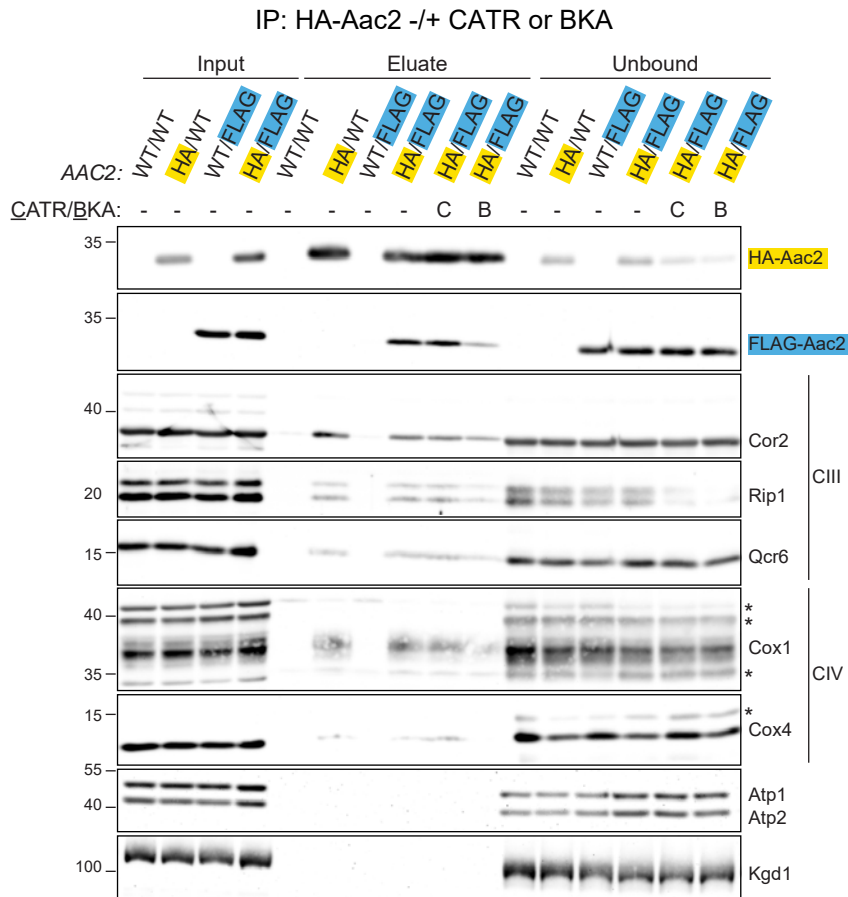 IP: HA-Aac2 -/+ CATR or BKA
Input Eluate Unbound
AAC2: WT/WT HA/WT WT/FLAG HA/FLAG WT/WT HA/WT WT/FLAG HA/FLAG HA/FLAG HA/FLAG WT/WT HA/WT WT/FLAG HA/FLAG HA/FLAG HA/FLAG
CATR/BKA: - - - - - - - - C B - - - - C B
35 HA-Aac2
35 FLAG-Aac2
40 Cor2
20 Rip1
CIII
15 Qcr6
40 *
*
Cox1
35 *
CIV
15 *
Cox4
55 Atp1
40 Atp2
100 Kgd1